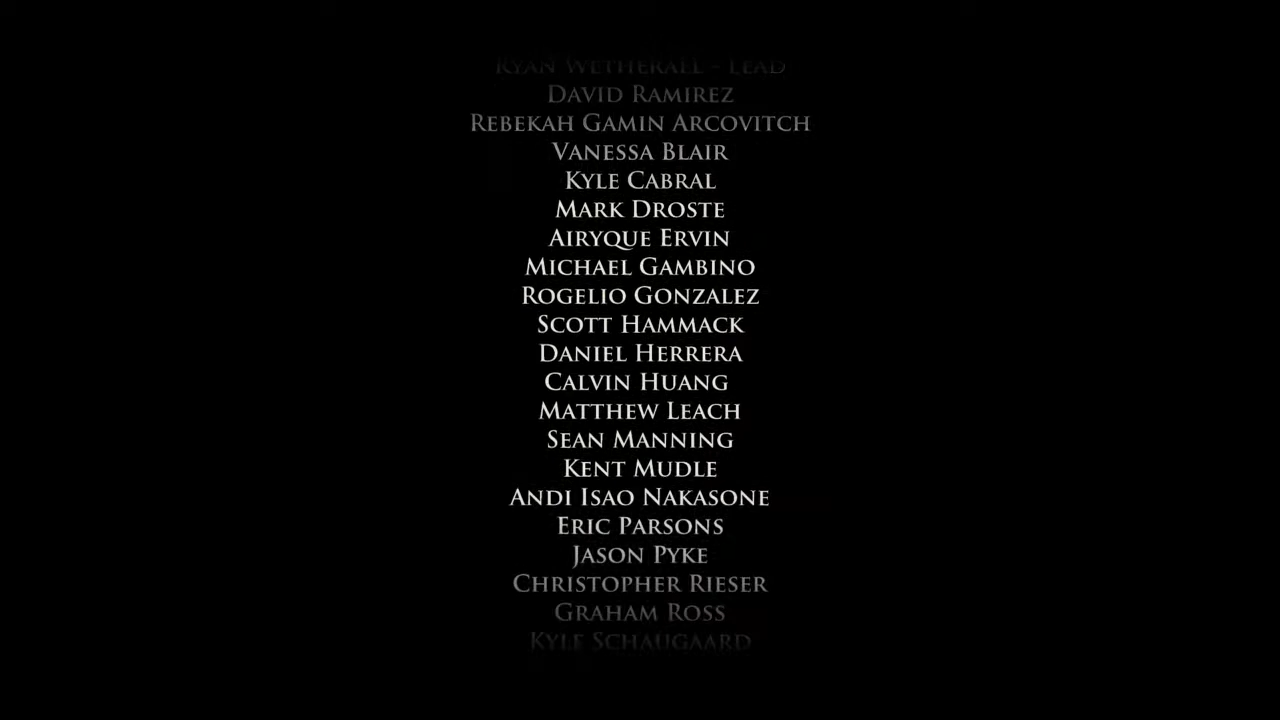 Ryan Wetherall - Lead
David Ramirez
Rebekah Gamin Arcovitch
Vanessa Blair
Kyle Cabral
Mark Droste
Airyque Ervin
Michael Gambino
Rogelio Gonzalez
Scott Hammack
Daniel Herrera
Calvin Huang
Matthew Leach
Sean Manning
Kent Mudle
Andi Isao Nakasone
Eric Parsons
Jason Pyke
Christopher Rieser
Graham Ross
Kyle Schaugaard